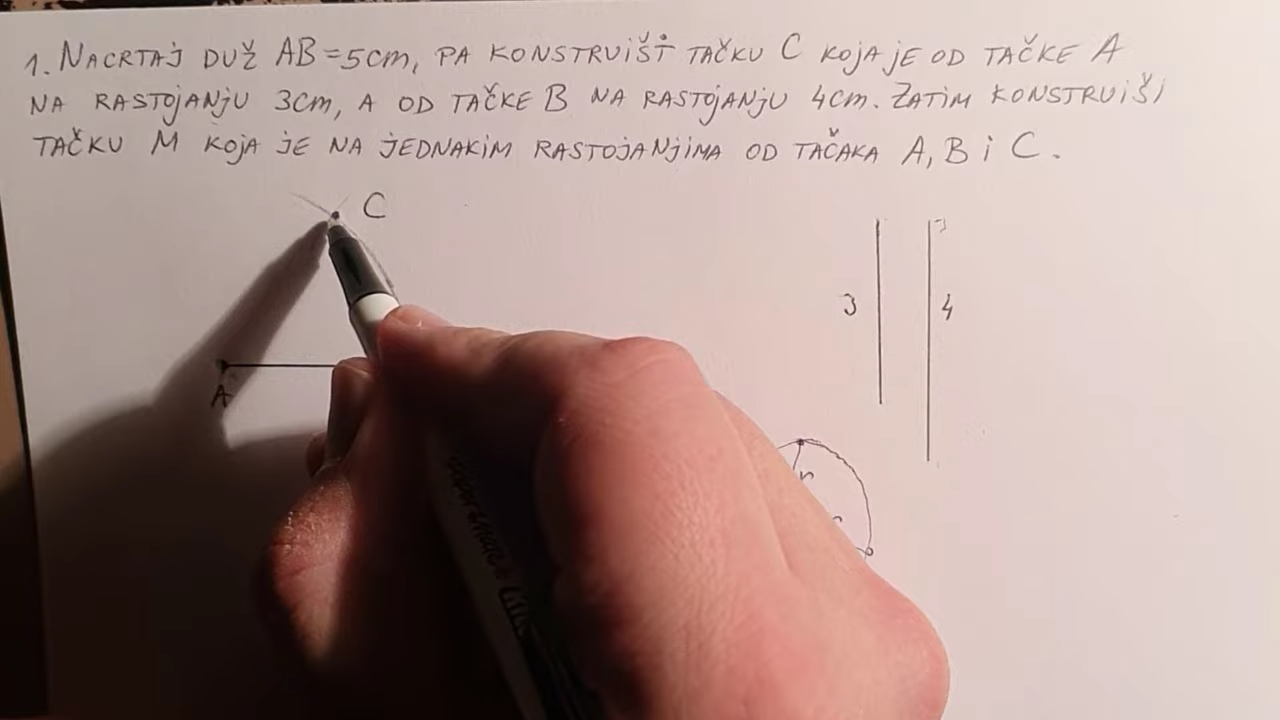 1. NACRTAJ DUŽ AB=5cm, PA KONSTRUIŠI TAČKU C KOJA JE OD TAČKE A
NA RASTOJANJU 3cm, A OD TAČKE B NA RASTOJANJU 4cm. ZATIM KONSTRUIŠI
TAČKU M KOJA JE NA JEDNAKIM RASTOJANJIMA OD TAČAKA A, B i C.
C
3
4
A
r